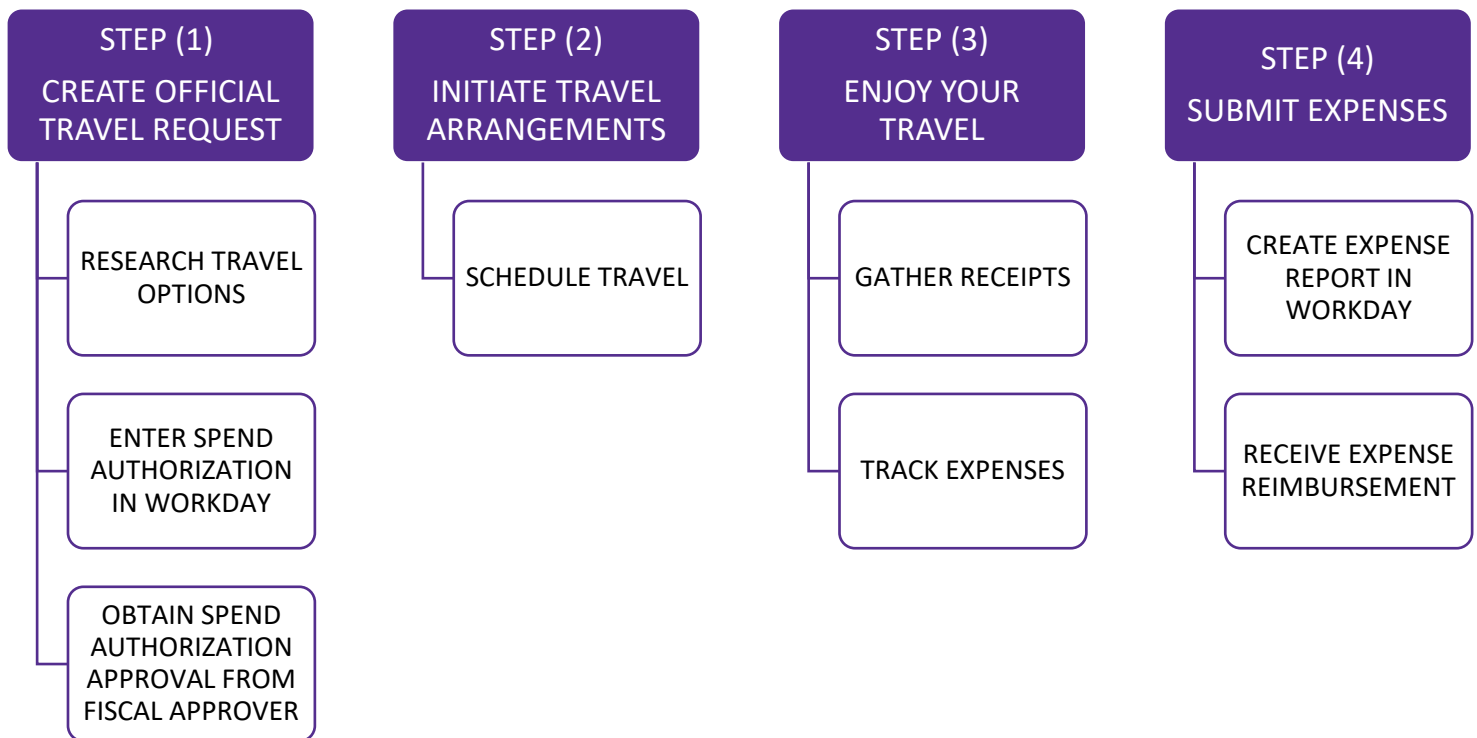 STEP (1)
CREATE OFFICIAL
TRAVEL REQUEST
RESEARCH TRAVEL
OPTIONS
ENTER SPEND
AUTHORIZATION
IN WORKDAY
OBTAIN SPEND
AUTHORIZATION
APPROVAL FROM
FISCAL APPROVER
STEP (2)
INITIATE TRAVEL
ARRANGEMENTS
SCHEDULE TRAVEL
STEP (3)
ENJOY YOUR
TRAVEL
GATHER RECEIPTS
TRACK EXPENSES
STEP (4)
SUBMIT EXPENSES
CREATE EXPENSE
REPORT IN
WORKDAY
RECEIVE EXPENSE
REIMBURSEMENT